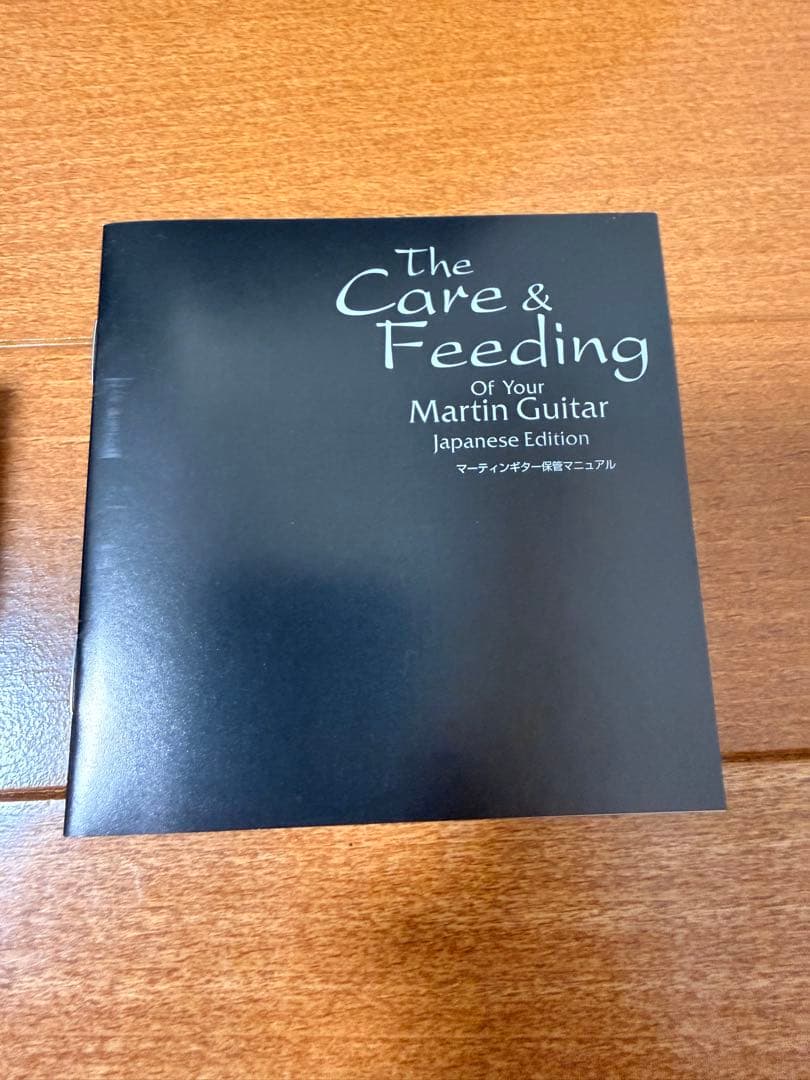 The
Care &
Feeding
Of Your
Martin Guitar
Japanese Edition
マーティンギター保管マニュアル